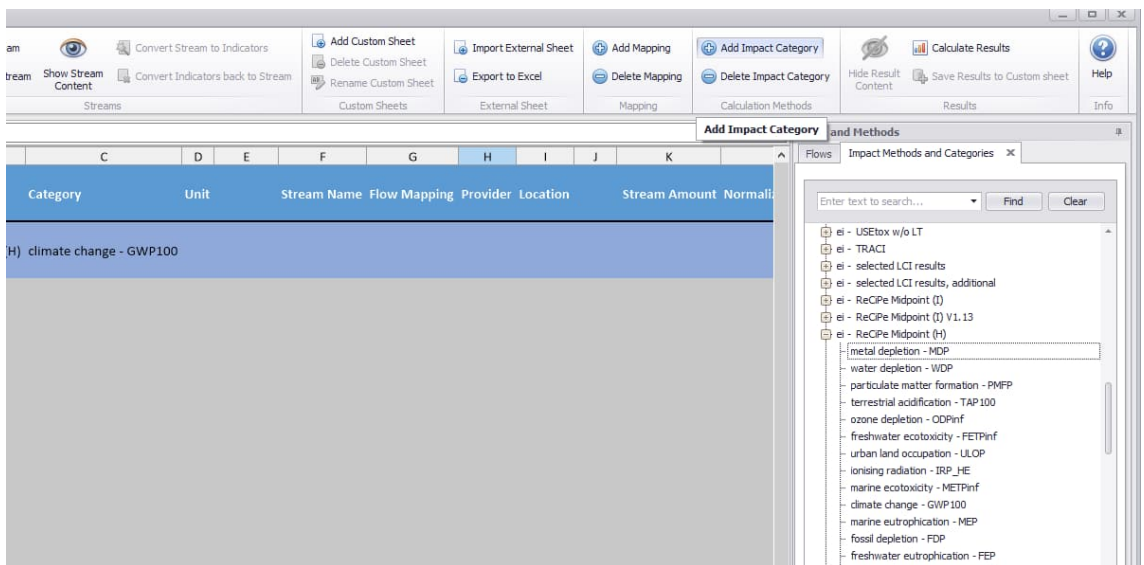 am
Convert Stream to Indicators
Add Custom Sheet
Import External Sheet
Add Mapping
Add Impact Category
Calculate Results
Delete Custom Sheet
tream
Show Stream Content
Convert Indicators back to Stream
Rename Custom Sheet
Export to Excel
Delete Mapping
Delete Impact Category
Hide Result Content
Save Results to Custom sheet
Help
Streams
Custom Sheets
External Sheet
Mapping
Calculation Methods
Results
Info
Add Impact Category
and Methods
C D E F G H I J K
Flows
Impact Methods and Categories
Category Unit Stream Name Flow Mapping Provider Location Stream Amount Normali
(H) climate change - GWP100
Enter text to search...
Find
Clear
ei - USEtox w/o LT
ei - TRACI
ei - selected LCI results
ei - selected LCI results, additional
ei - ReCiPe Midpoint (I)
ei - ReCiPe Midpoint (I) V1.13
ei - ReCiPe Midpoint (H)
metal depletion - MDP
water depletion - WDP
particulate matter formation - PMFP
terrestrial acidification - TAP100
ozone depletion - ODPinf
freshwater ecotoxicity - FETPinf
urban land occupation - ULOP
ionising radiation - IRP_HE
marine ecotoxicity - METPinf
climate change - GWP100
marine eutrophication - MEP
fossil depletion - FDP
freshwater eutrophication - FEP